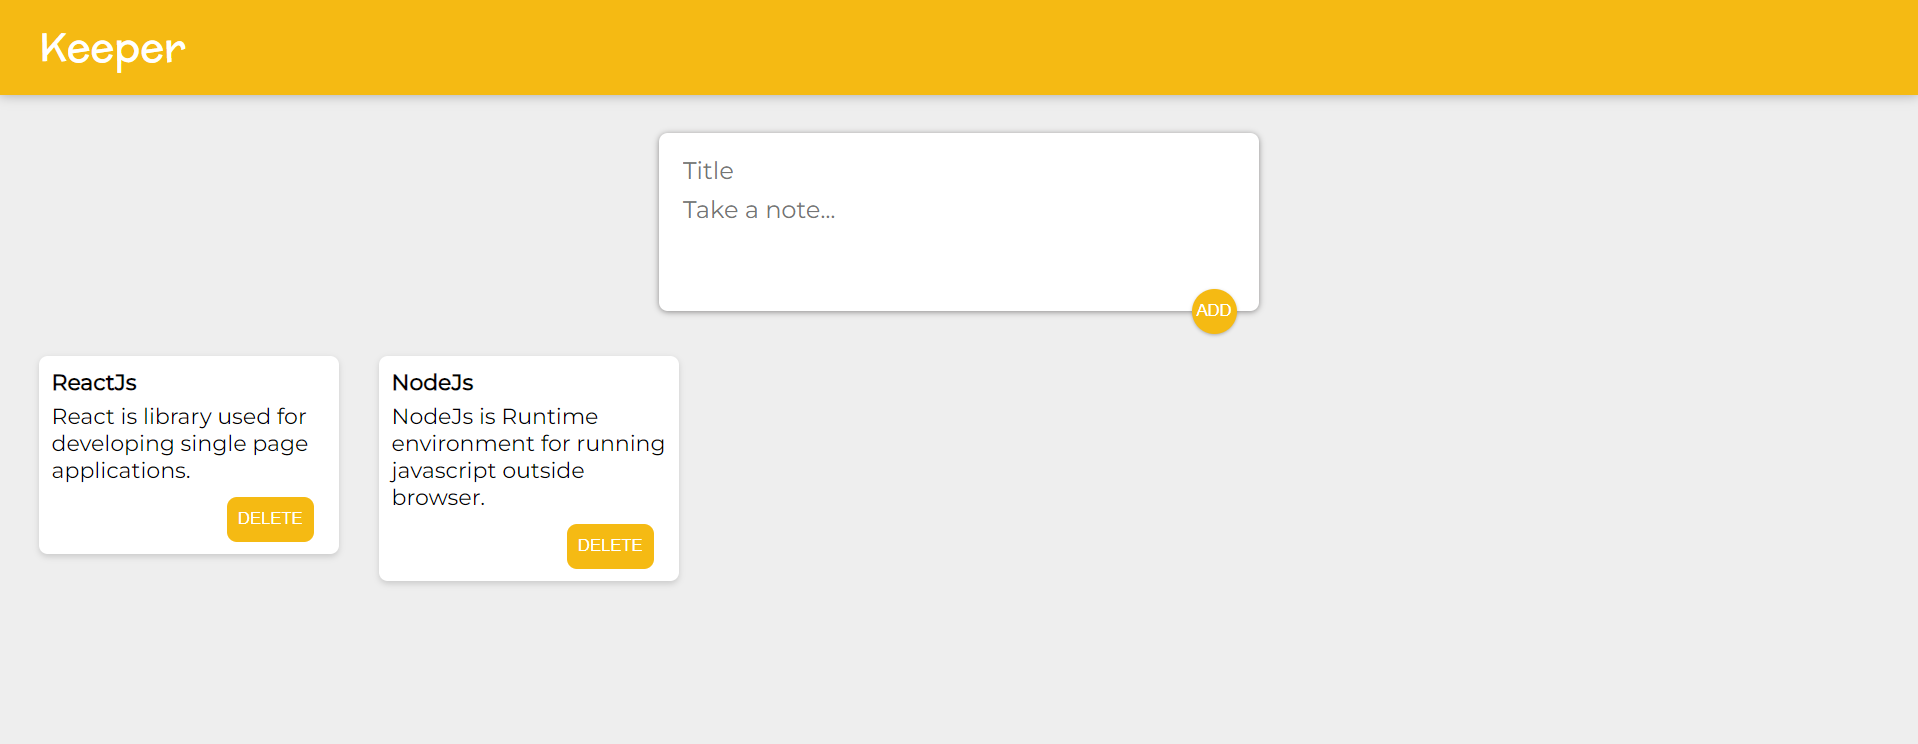 Keeper
Title
Take a note...
ADD
ReactJs
React is library used for
developing single page
applications.
DELETE
NodeJs
NodeJs is Runtime
environment for running
javascript outside
browser.
DELETE